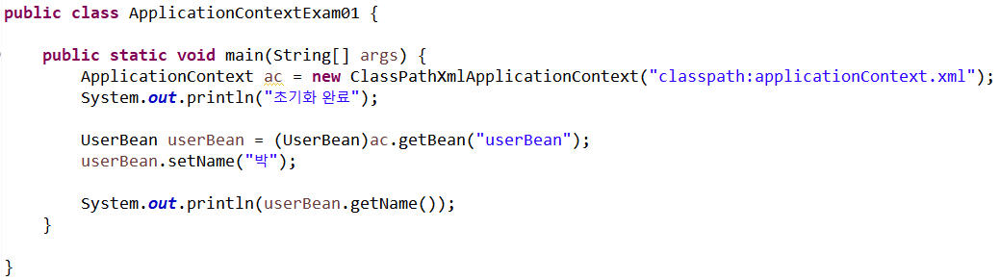 public class ApplicationContextExam01 {
public static void main(String[] args) {
ApplicationContext ac = new ClassPathXmlApplicationContext("classpath:applicationContext.xml");
System.out.println("초기화 완료");
UserBean userBean = (UserBean)ac.getBean("userBean");
userBean.setName("박");
System.out.println(userBean.getName());
}
}